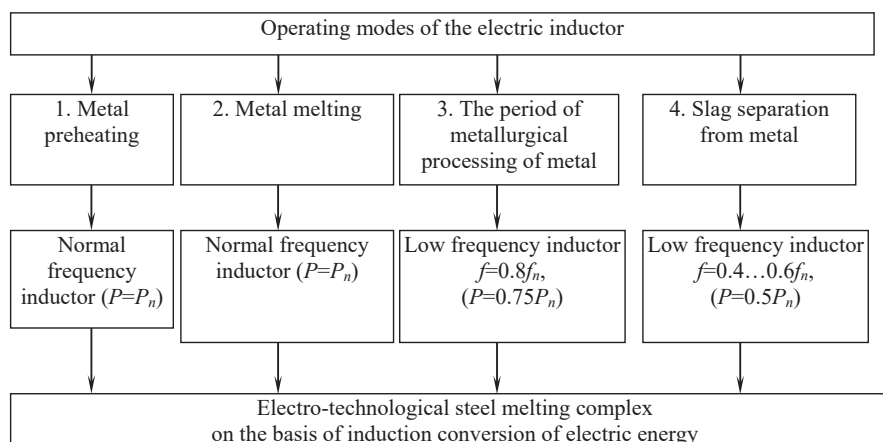 Operating modes of the electric inductor
1. Metal
preheating
2. Metal melting
3. The period of
metallurgical
processing of metal
4. Slag separation
from metal
Normal
frequency
inductor (P=Pn)
Normal frequency
inductor (P=Pn)
Low frequency inductor
f=0.8fn,
(P=0.75Pn)
Low frequency inductor
f=0.4…0.6fn,
(P=0.5Pn)
Electro-technological steel melting complex
on the basis of induction conversion of electric energy